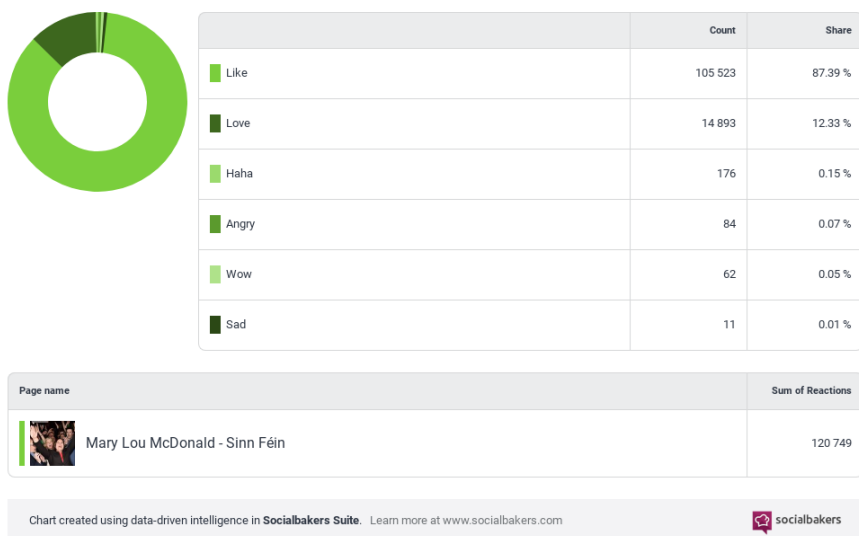 Count Share
Like 105 523 87.39 %
Love 14 893 12.33 %
Haha 176 0.15 %
Angry 84 0.07 %
Wow 62 0.05 %
Sad 11 0.01 %
Page name Sum of Reactions
Mary Lou McDonald - Sinn Féin 120 749
Chart created using data-driven intelligence in Socialbakers Suite. Learn more at www.socialbakers.com socialbakers